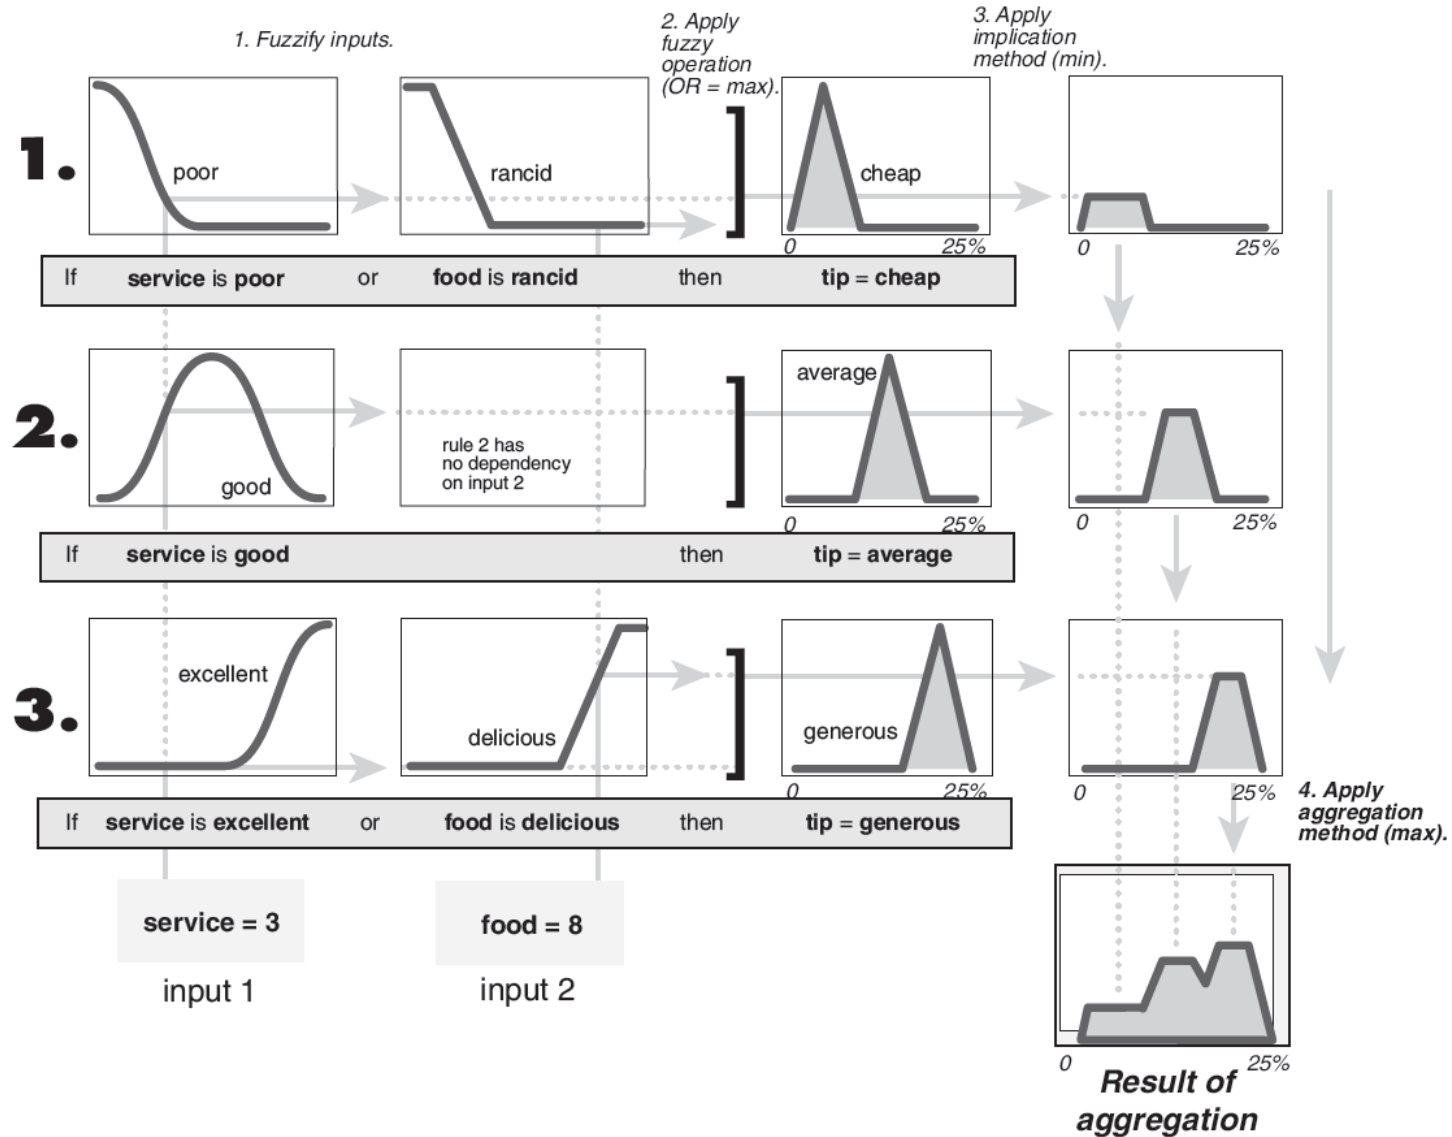 1. Fuzzify inputs.
2. Apply
fuzzy
operation
(OR = max).
3. Apply
implication
method (min).
1.
poor
rancid
cheap
0
25%
0
25%
If service is poor or food is rancid then tip = cheap
2.
good
rule 2 has
no dependency
on input 2
average
0
25%
0
25%
If service is good then tip = average
3.
excellent
delicious
generous
0
25%
0
25%
If service is excellent or food is delicious then tip = generous
4. Apply
aggregation
method (max).
service = 3
food = 8
input 1
input 2
0
25%
Result of
aggregation